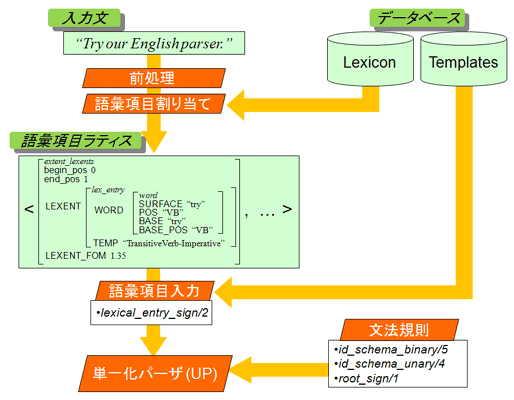 入力文
データベース
“Try our English parser.”
Lexicon
Templates
前処理
語彙項目割り当て
語彙項目ラティス
extent_lexents
begin_pos 0
end_pos 1
lex_entry
word
SURFACE “try”
LEXENT
WORD
POS “VB”
BASE “try”
BASE_POS “VB”
< , … >
TEMP “TransitiveVerb-Imperative”
LEXENT_FOM 1.35
語彙項目入力
•lexical_entry_sign/2
文法規則
•id_schema_binary/5
•id_schema_unary/4
•root_sign/1
単一化パーザ(UP)